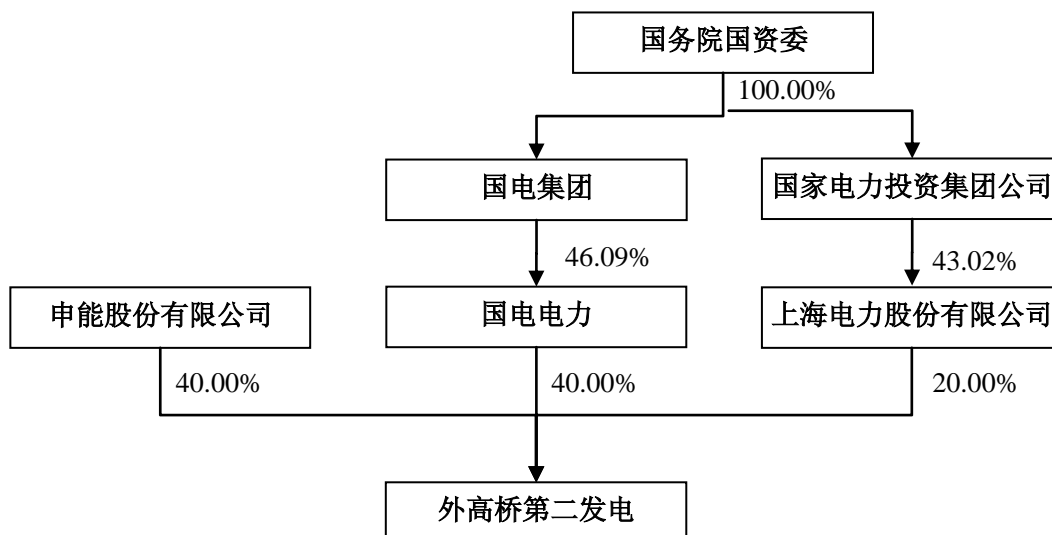 国务院国资委
100.00%
国电集团
国家电力投资集团公司
46.09%
43.02%
申能股份有限公司
国电电力
上海电力股份有限公司
40.00%
40.00%
20.00%
外高桥第二发电